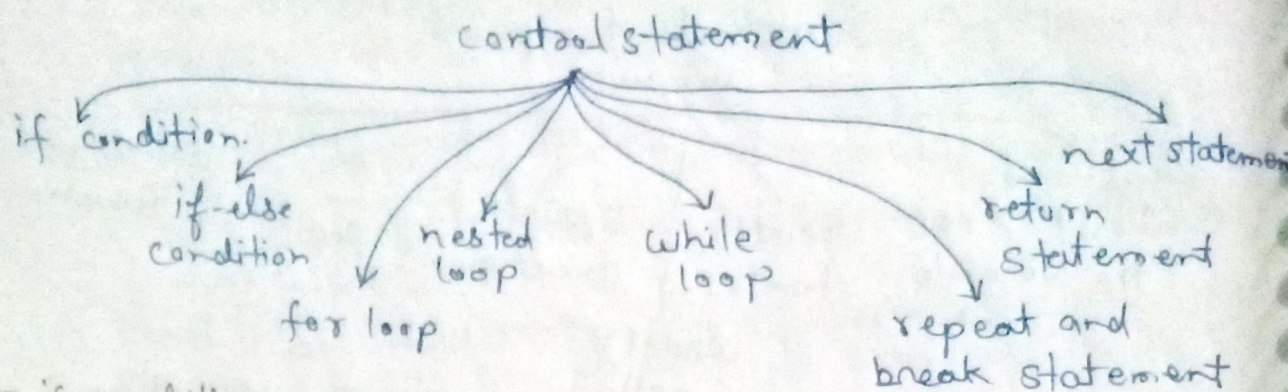 control statement
if condition.
if-else
condition
for loop
nested
loop
while
loop
repeat and
break statement
return
statement
next statemen